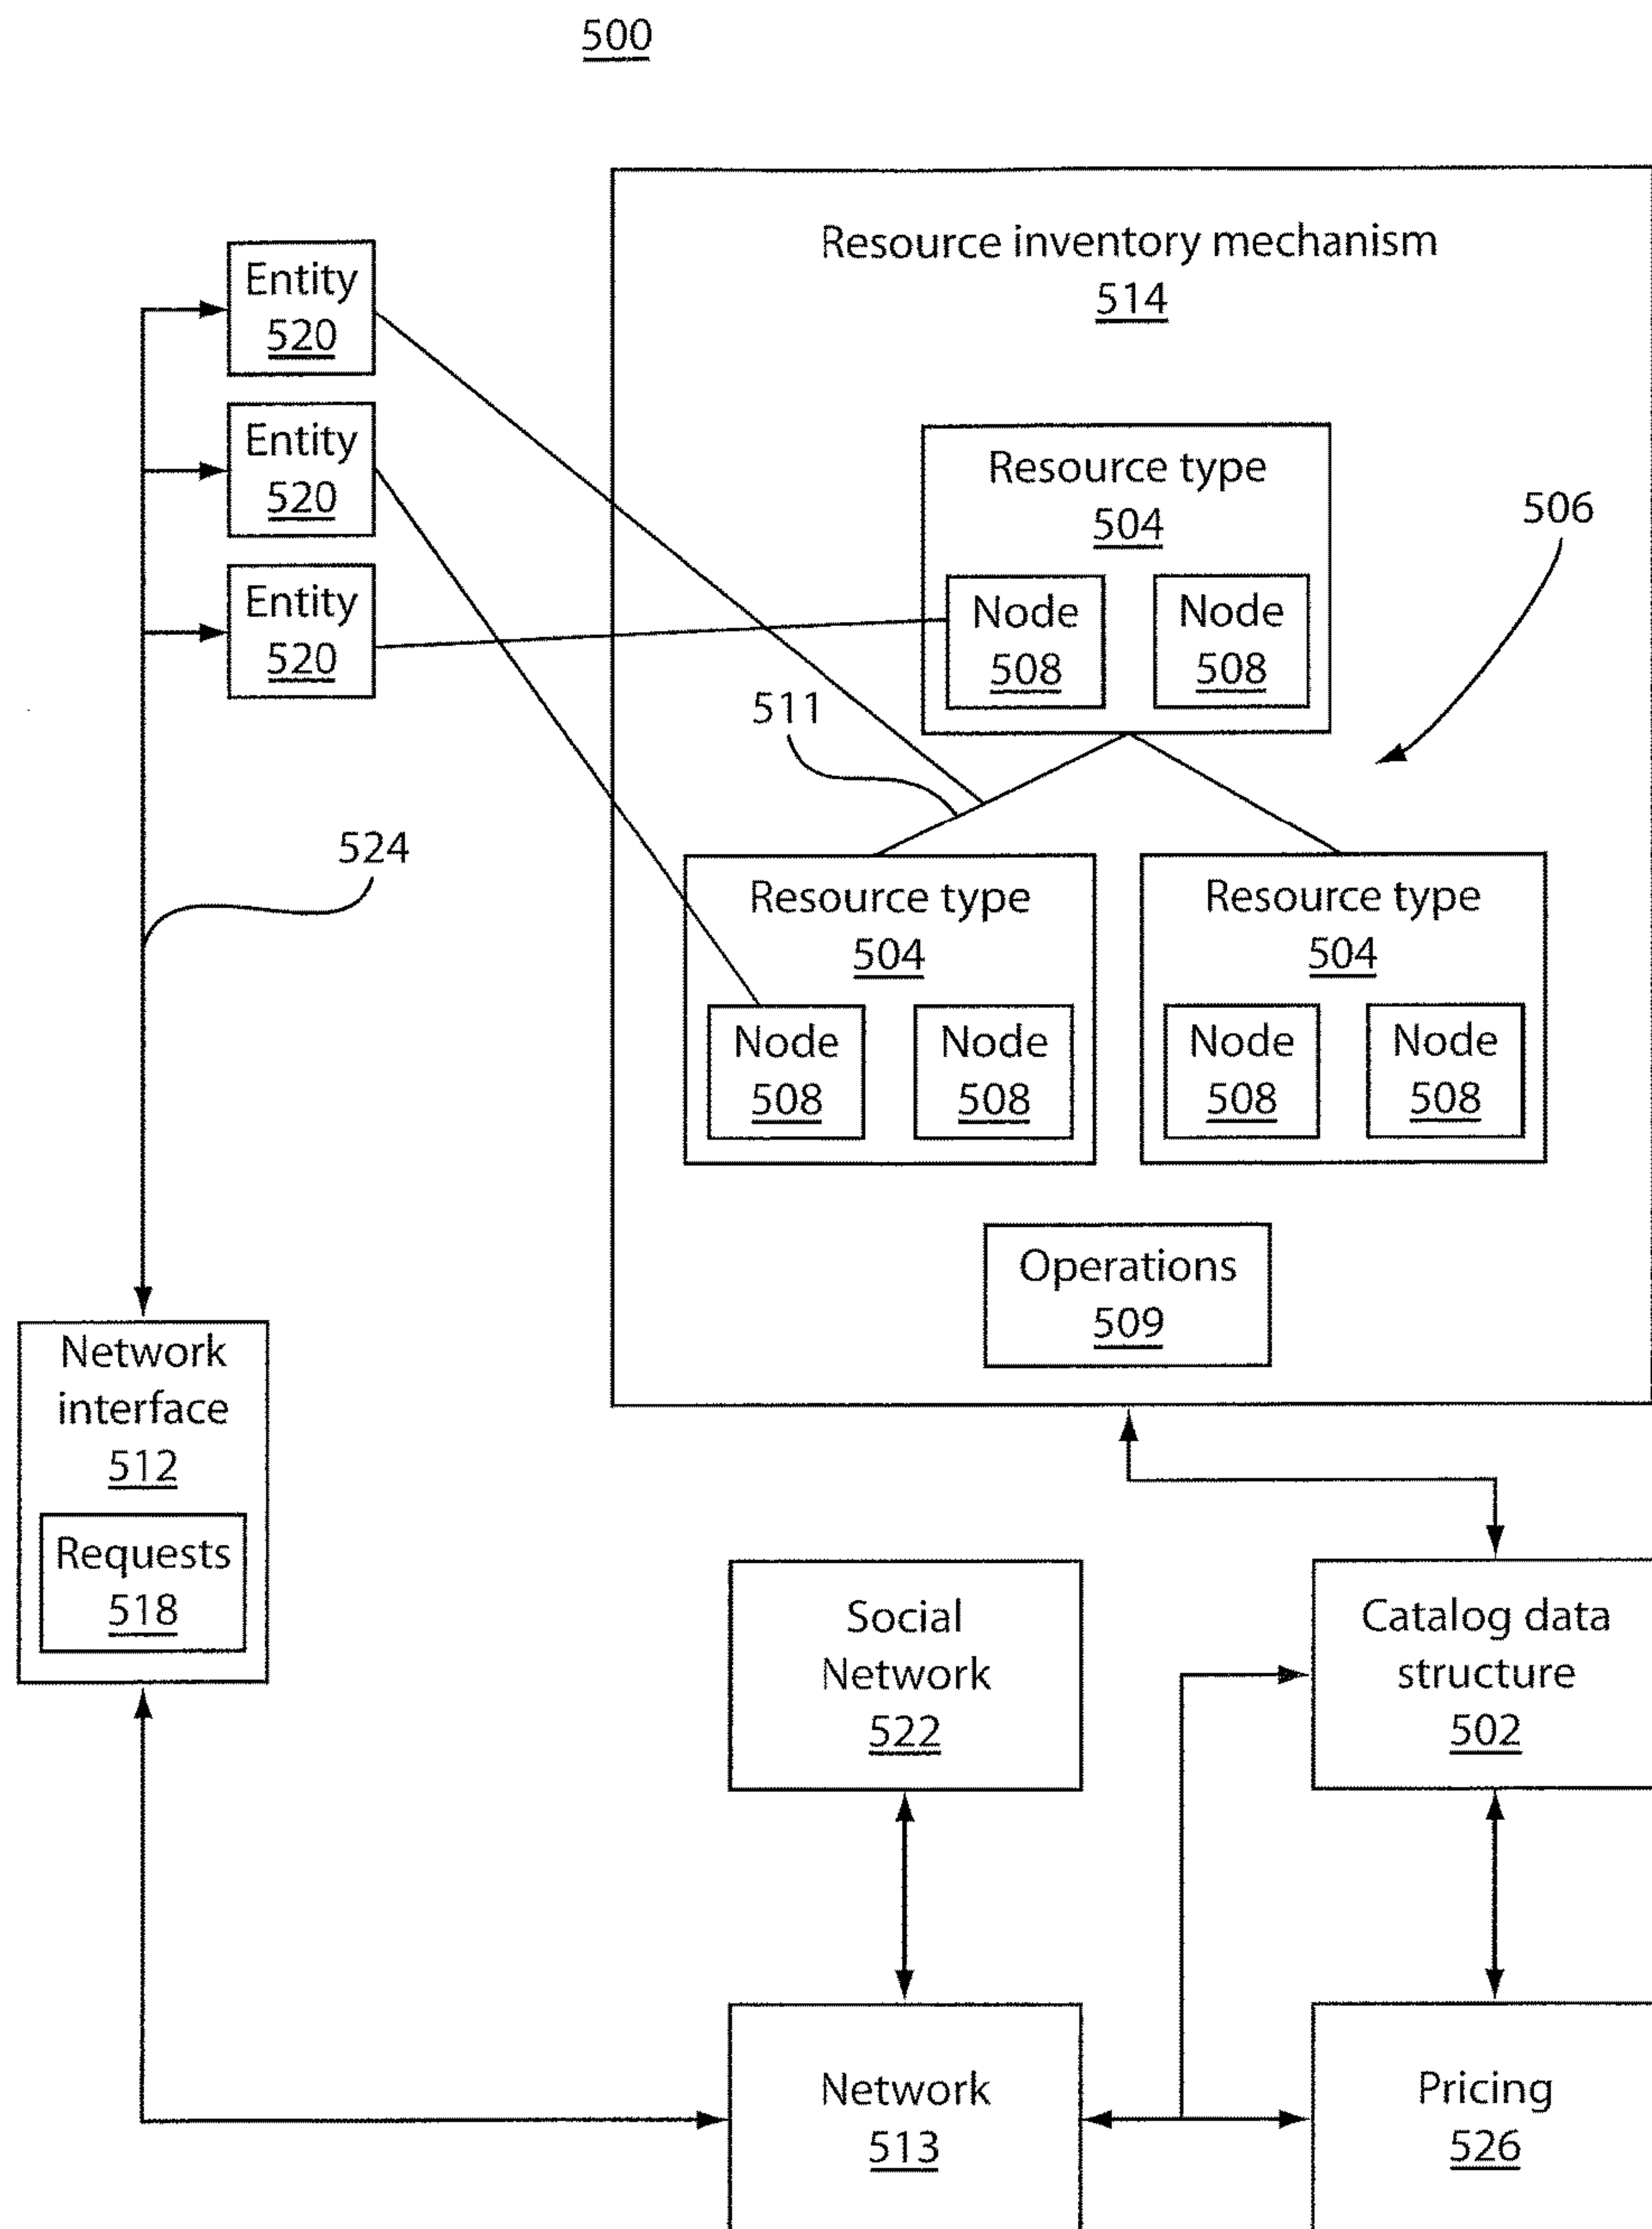 500
Resource inventory mechanism
514
Entity
520
Entity
520
Entity
520
Resource type
504
Node
508
Node
508
506
511
524
Resource type
504
Node
508
Node
508
Resource type
504
Node
508
Node
508
Operations
509
Network
interface
512
Requests
518
Social
Network
522
Catalog data
structure
502
Network
513
Pricing
526